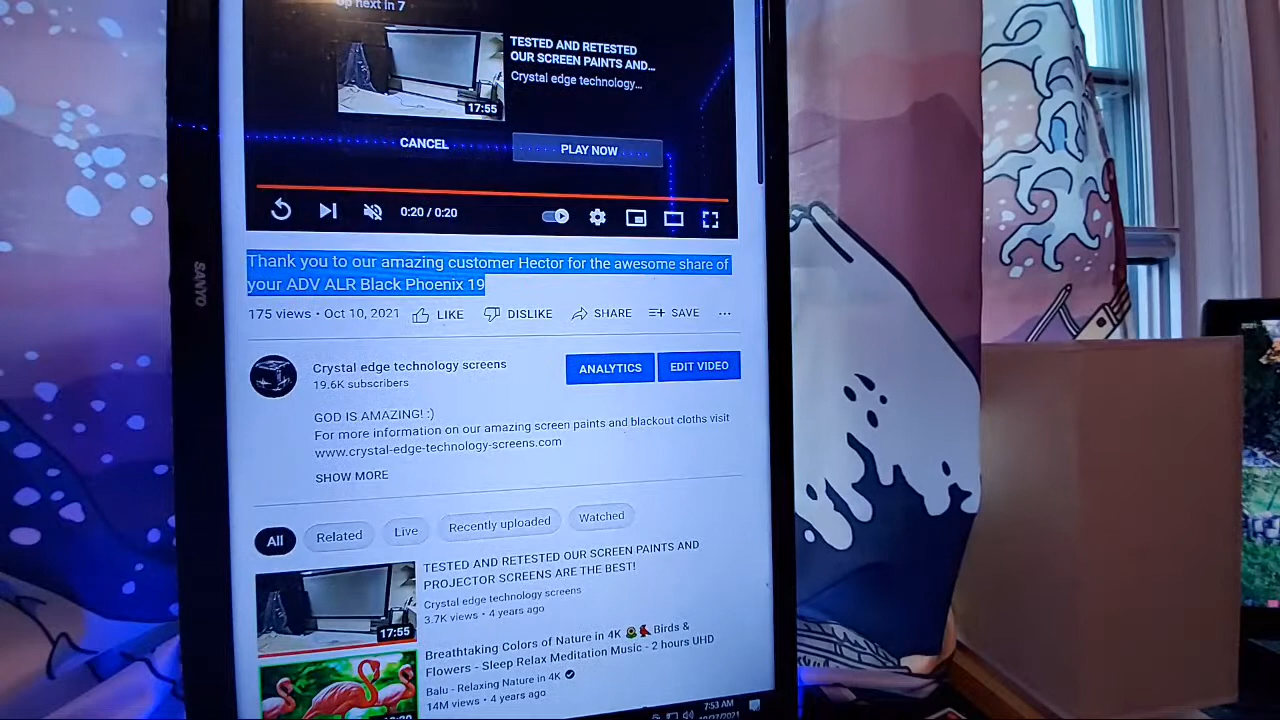 Up next in 7
TESTED AND RETESTED
OUR SCREEN PAINTS AND...
Crystal edge technology...
17:55
CANCEL
PLAY NOW
0:20 / 0:20
Thank you to our amazing customer Hector for the awesome share of
your ADV ALR Black Phoenix 19
175 views • Oct 10, 2021
LIKE
DISLIKE
SHARE
SAVE
Crystal edge technology screens
19.6K subscribers
ANALYTICS
EDIT VIDEO
GOD IS AMAZING! :)
For more information on our amazing screen paints and blackout cloths visit
www.crystal-edge-technology-screens.com
SHOW MORE
All
Related
Live
Recently uploaded
Watched
TESTED AND RETESTED OUR SCREEN PAINTS AND
PROJECTOR SCREENS ARE THE BEST!
Crystal edge technology screens
3.7K views • 4 years ago
17:55
Breathtaking Colors of Nature in 4K 🐦🌺 Birds &
Flowers - Sleep Relax Meditation Music - 2 hours UHD
Balu - Relaxing Nature in 4K
14M views • 4 years ago
7:53 AM
SANYO